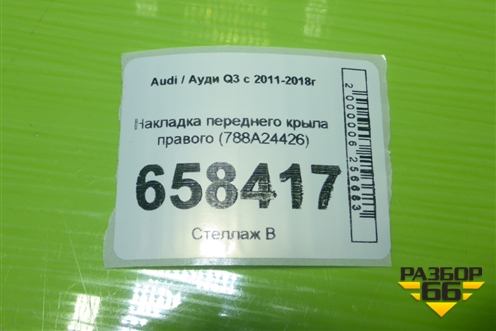 Audi / Ауди Q3 с 2011-2018г
Накладка переднего крыла
правого (788A24426)
658417
Стеллаж В
2000006256683
РАЗБОР
66